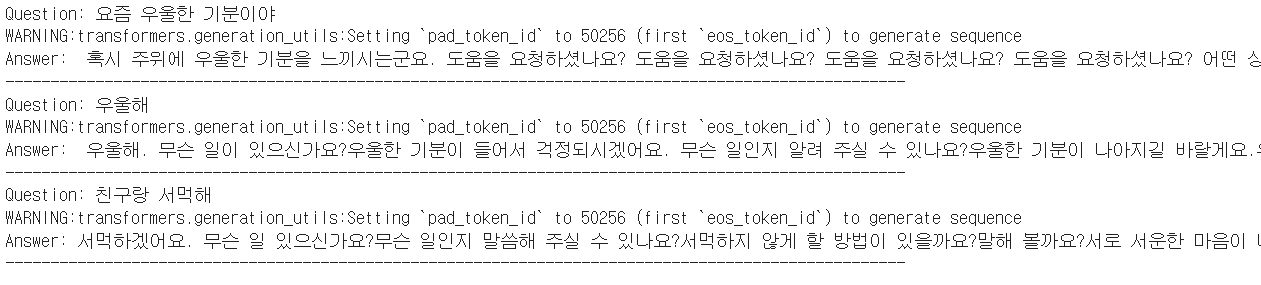 Question: 요즘 우울한 기분이야
WARNING:transformers.generation_utils:Setting `pad_token_id` to 50256 (first `eos_token_id`) to generate sequence
Answer:  혹시 주위에 우울한 기분을 느끼시는군요. 도움을 요청하셨나요? 도움을 요청하셨나요? 도움을 요청하셨나요? 도움을 요청하셨나요? 어떤
----------------------------------------------------------------------------------------------------
Question: 우울해
WARNING:transformers.generation_utils:Setting `pad_token_id` to 50256 (first `eos_token_id`) to generate sequence
Answer:  우울해. 무슨 일이 있으신가요?우울한 기분이 들어서 걱정되시겠어요. 무슨 일인지 알려 주실 수 있나요?우울한 기분이 나아지길 바랄게요.
----------------------------------------------------------------------------------------------------
Question: 친구랑 서먹해
WARNING:transformers.generation_utils:Setting `pad_token_id` to 50256 (first `eos_token_id`) to generate sequence
Answer: 서먹하겠어요. 무슨 일 있으신가요?무슨 일인지 말씀해 주실 수 있나요?서먹하지 않게 할 방법이 있을까요?말해 볼까요?서로 서운한 마음이
----------------------------------------------------------------------------------------------------